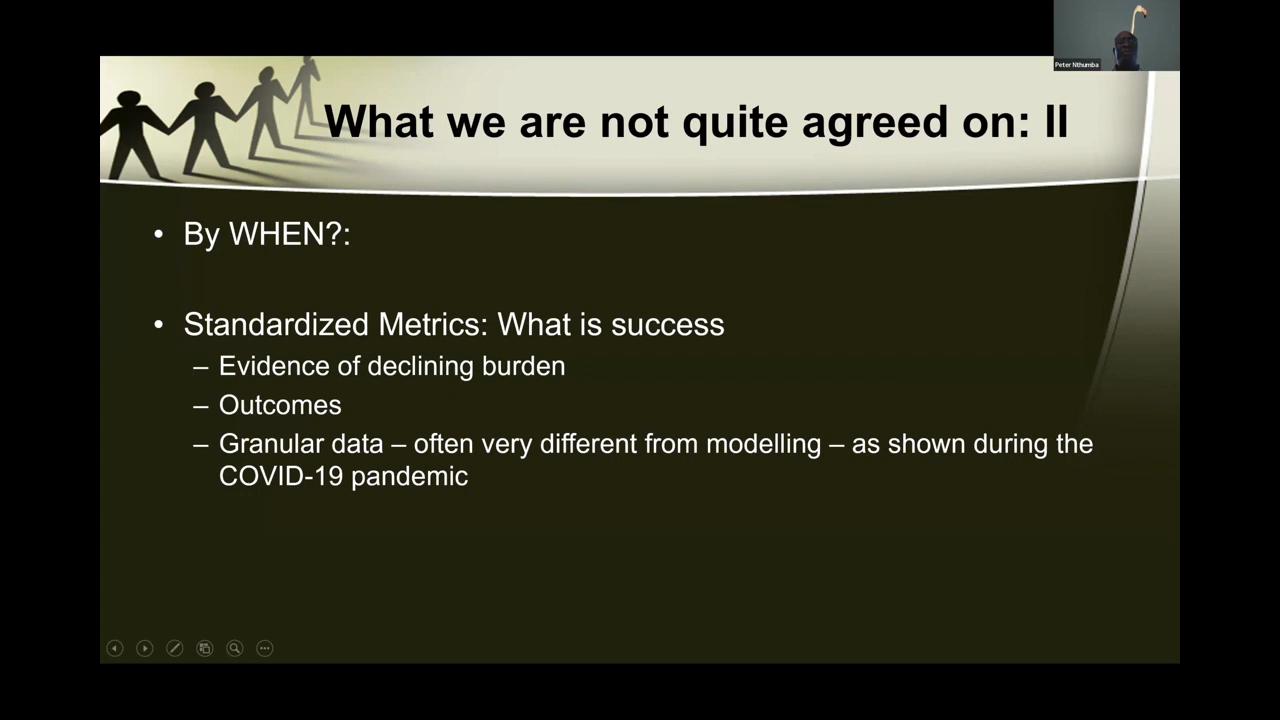 Peter Nthumba
What we are not quite agreed on: II
• By WHEN?:
• Standardized Metrics: What is success
– Evidence of declining burden
– Outcomes
– Granular data – often very different from modelling – as shown during the
COVID-19 pandemic